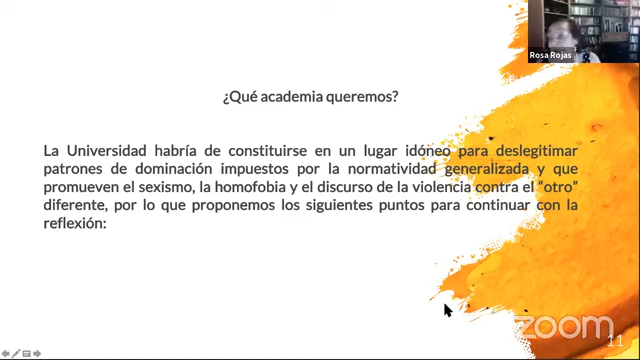 Rosa Rojas
¿Qué academia queremos?
La Universidad habría de constituirse en un lugar idóneo para deslegitimar
patrones de dominación impuestos por la normatividad generalizada y que
promueven el sexismo, la homofobia y el discurso de la violencia contra el “otro”
diferente, por lo que proponemos los siguientes puntos para continuar con la
reflexión:
zoom
11